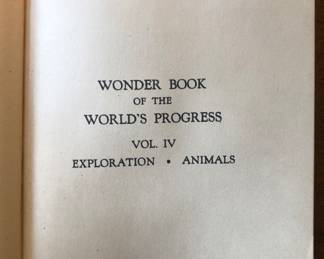 WONDER BOOK
OF THE
WORLD'S PROGRESS
VOL. IV
EXPLORATION • ANIMALS